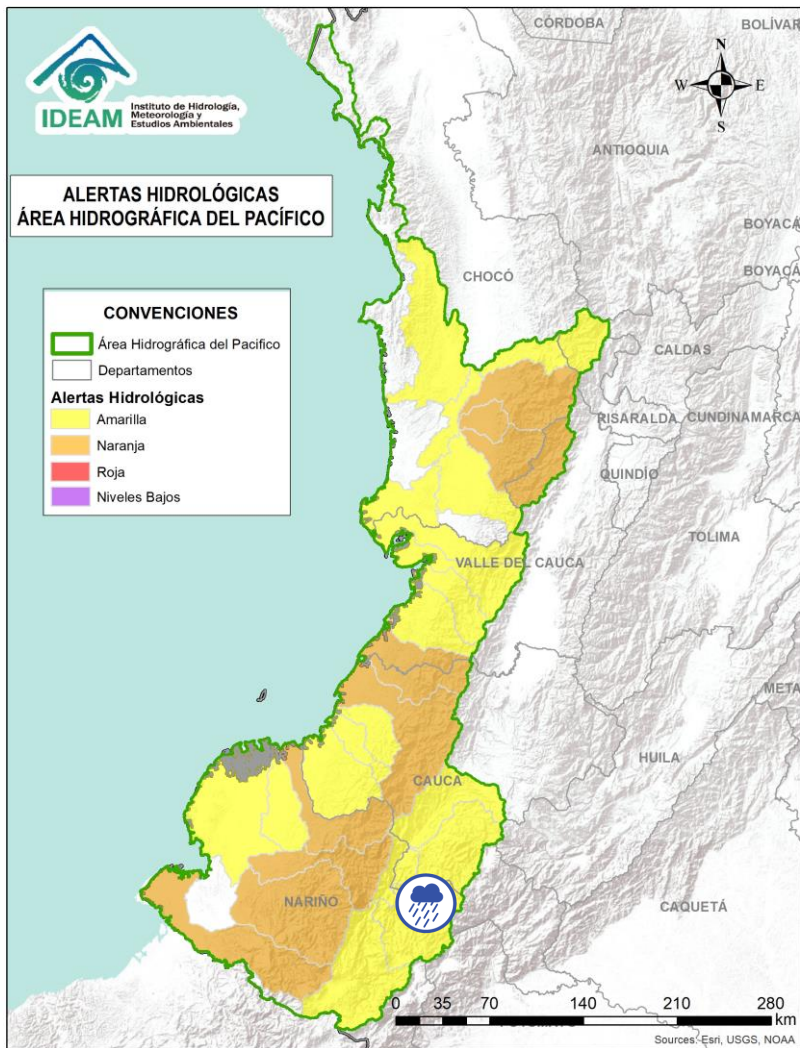 CÓRDOBA
BOLÍVAR
N
W
E
S
IDEAM
Instituto de Hidrología,
Meteorología y
Estudios Ambientales
ANTIOQUIA
ALERTAS HIDROLÓGICAS
ÁREA HIDROGRÁFICA DEL PACÍFICO
BOYACÁ
BOYACÁ
CHOCÓ
CONVENCIONES
Área Hidrográfica del Pacifico
Departamentos
Alertas Hidrológicas
Amarilla
Naranja
Roja
Niveles Bajos
CALDAS
RISARALDA
CUNDINAMARCA
QUINDÍO
TOLIMA
VALLE DEL CAUCA
META
HUILA
CAUCA
NARIÑO
CAQUETÁ
0 35 70 140 210 280
km
Sources: Esri, USGS, NOAA